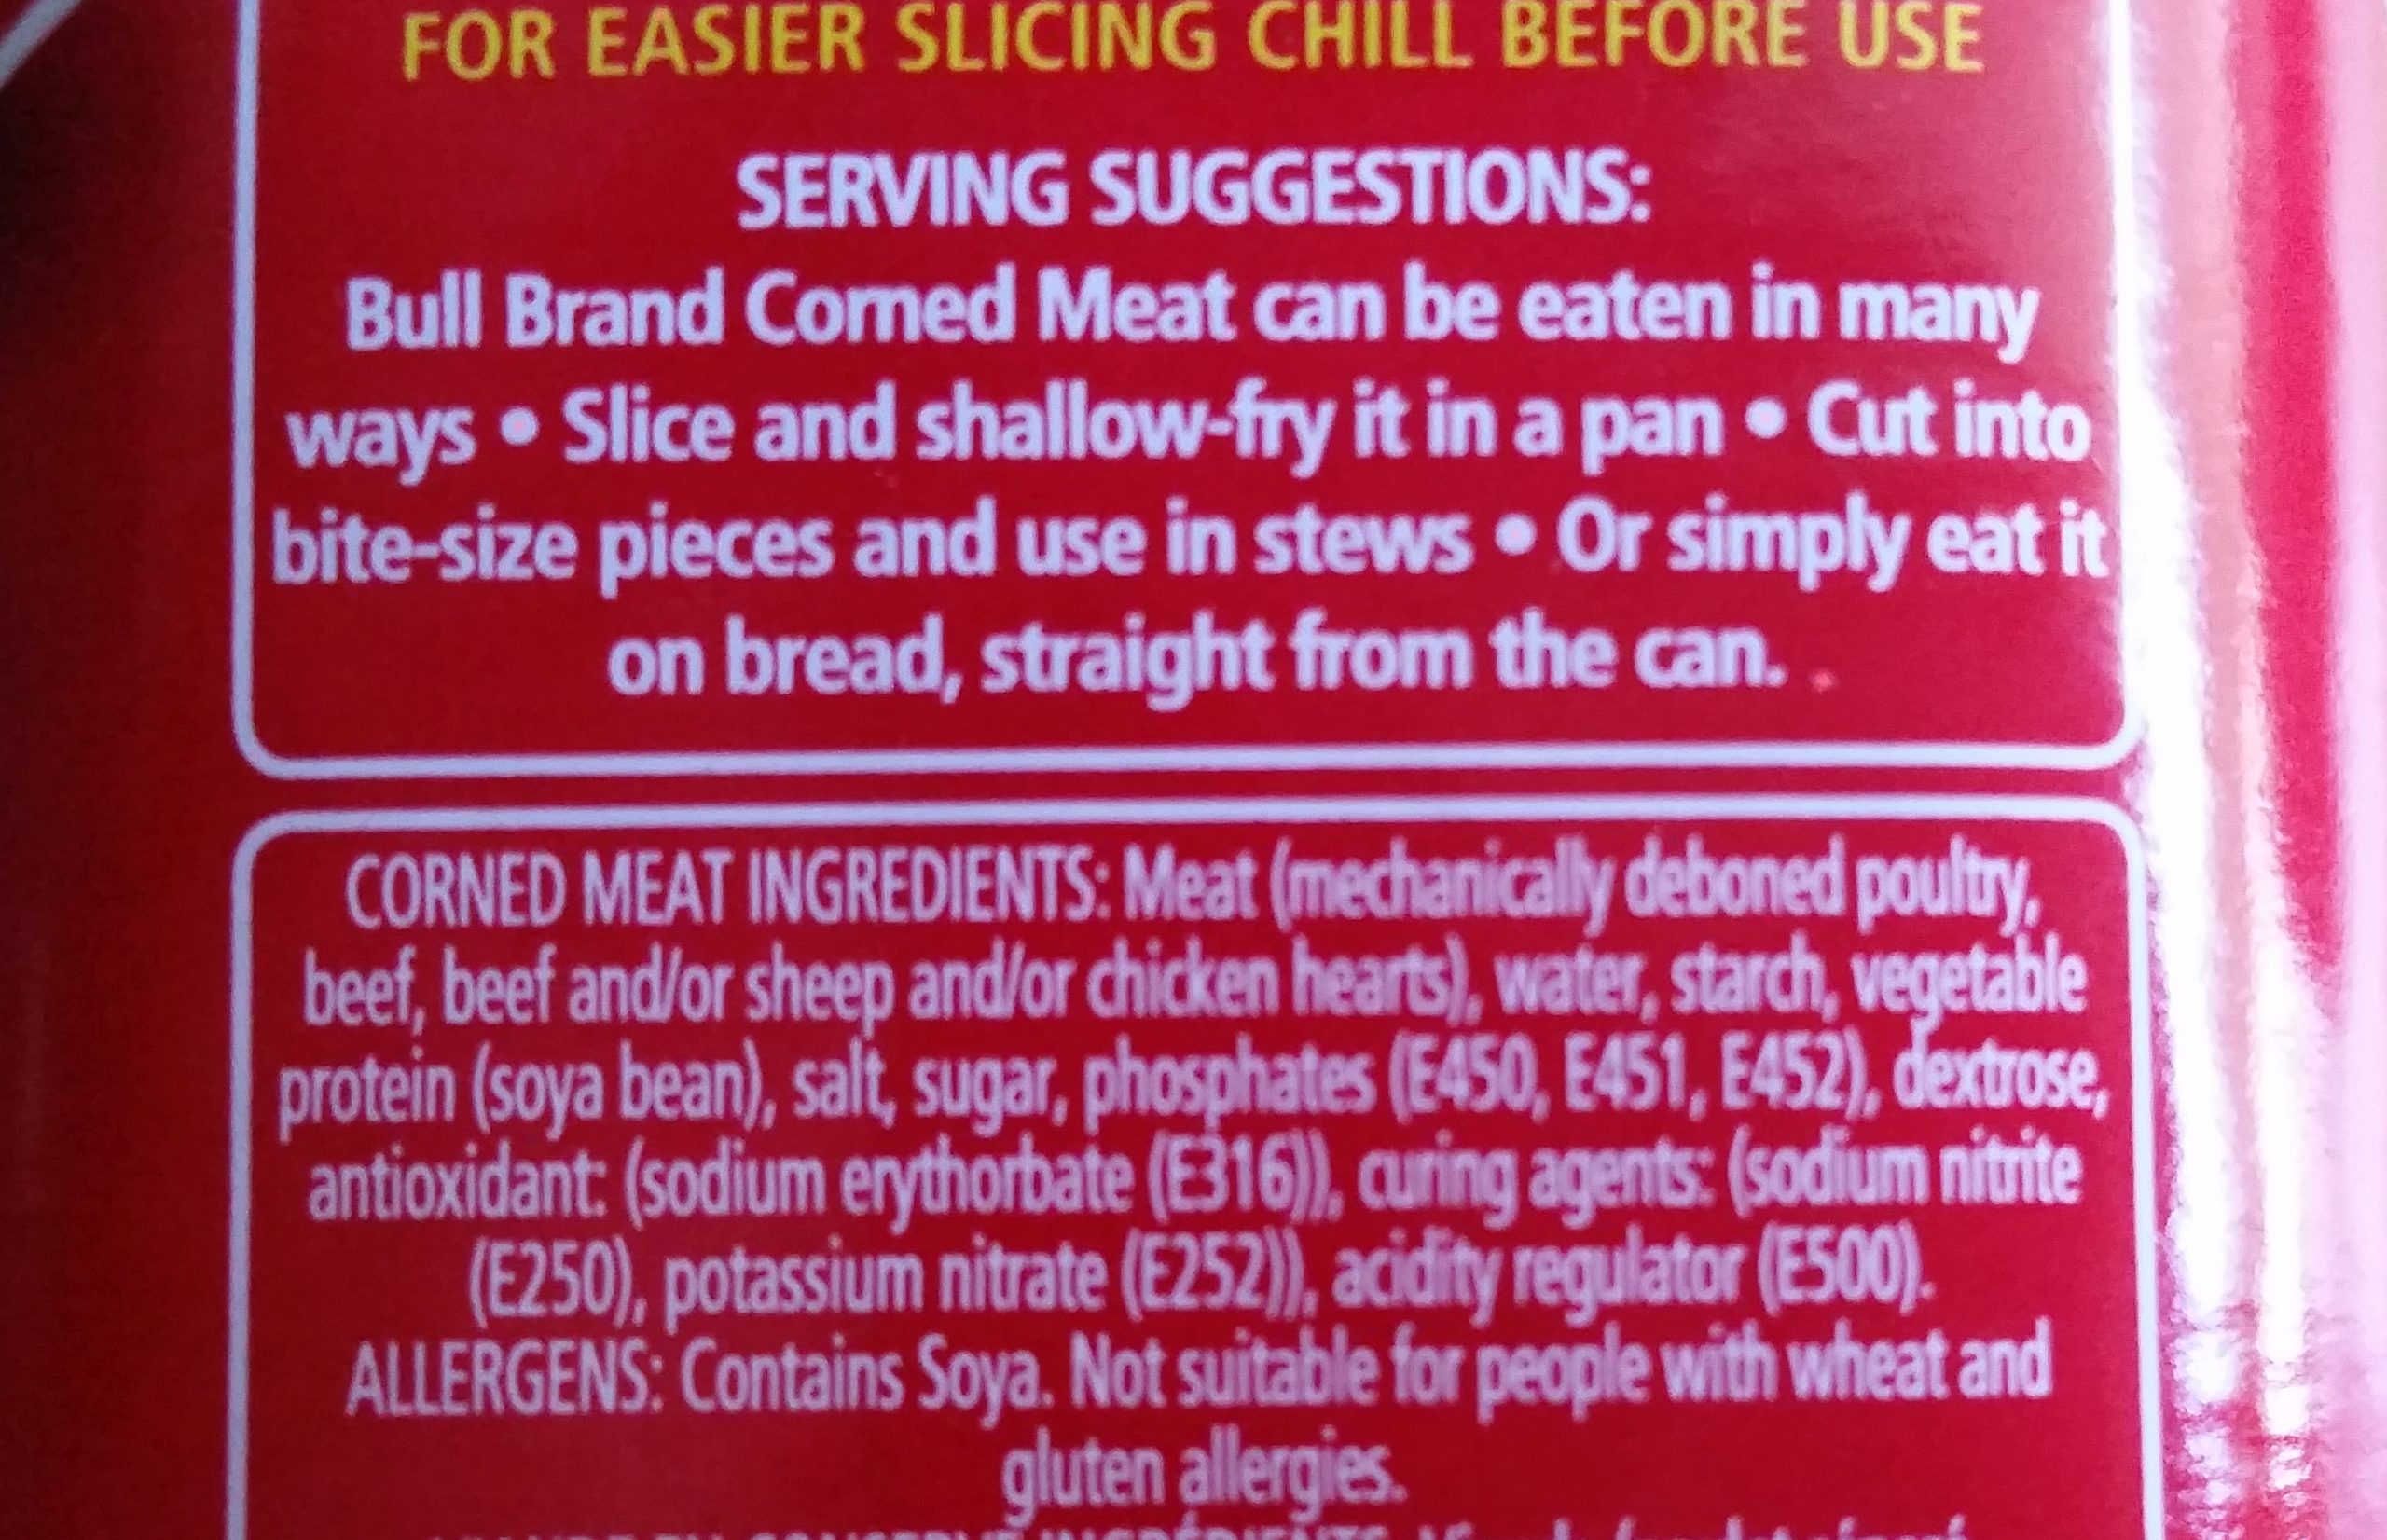 FOR EASIER SLICING CHILL BEFORE USE
SERVING SUGGESTIONS:
Bull Brand Corned Meat can be eaten in many
ways • Slice and shallow-fry it in a pan • Cut into
bite-size pieces and use in stews • Or simply eat it
on bread, straight from the can.
CORNED MEAT INGREDIENTS: Meat (mechanically deboned poultry,
beef, beef and/or sheep and/or chicken hearts), water, starch, vegetable
protein (soya bean), salt, sugar, phosphates (E450, E451, E452), dextrose,
antioxidant: (sodium erythorbate (E316)), curing agents: (sodium nitrite
(E250), potassium nitrate (E252)), acidity regulator (E500).
ALLERGENS: Contains Soya. Not suitable for people with wheat and
gluten allergies.